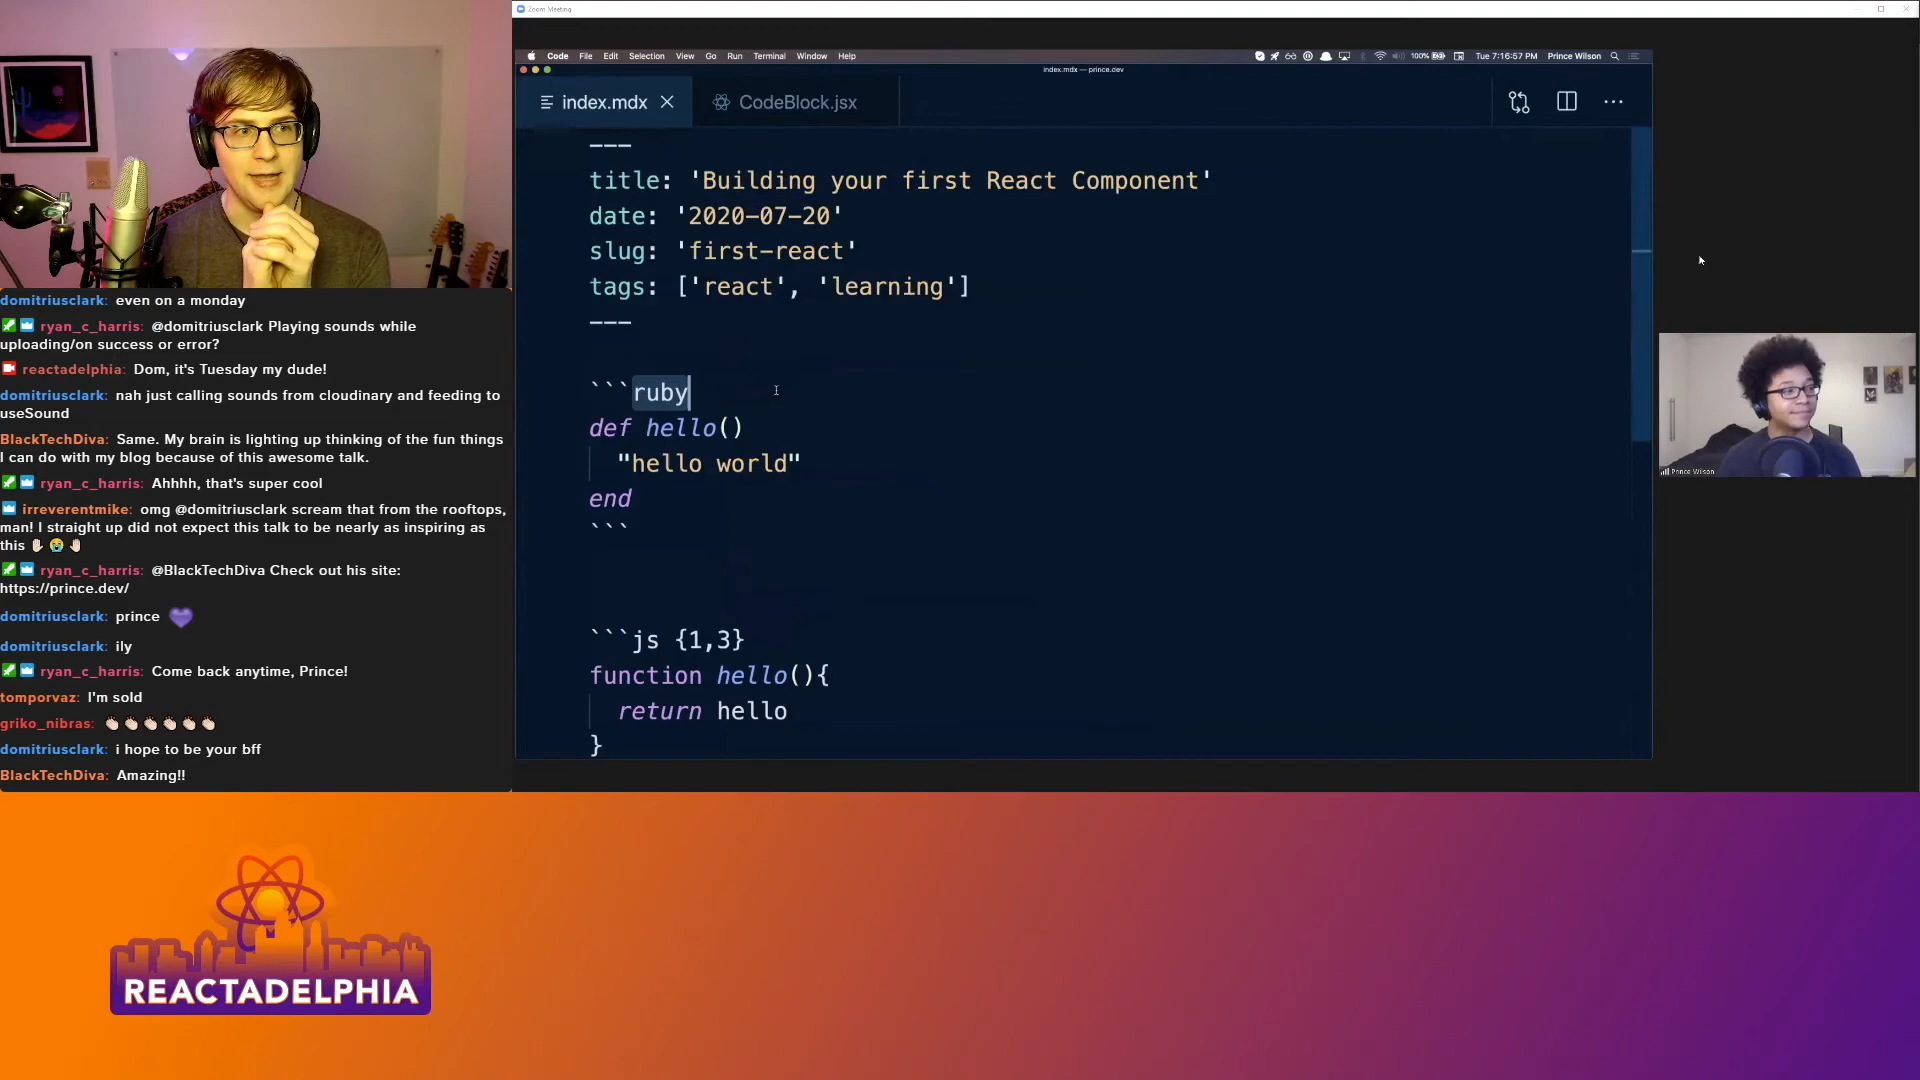 domitriusclark: even on a monday
ryan_c_harris: @domitriusclark Playing sounds while
uploading/on success or error?
reactadelphia: Dom, it's Tuesday my dude!
domitriusclark: nah just calling sounds from cloudinary and feeding to
useSound
BlackTechDiva: Same. My brain is lighting up thinking of the fun things
I can do with my blog because of this awesome talk.
ryan_c_harris: Ahhhh, that's super cool
irreverentmike: omg @domitriusclark scream that from the rooftops,
man! I straight up did not expect this talk to be nearly as inspiring as
this ✋🏻 😭 🤚🏻
ryan_c_harris: @BlackTechDiva Check out his site:
https://prince.dev/
domitriusclark: prince 💜
domitriusclark: ily
ryan_c_harris: Come back anytime, Prince!
tomporvaz: I'm sold
griko_nibras: 👏🏻👏🏻👏🏻👏🏻👏🏻👏🏻
domitriusclark: i hope to be your bff
BlackTechDiva: Amazing!!
Zoom Meeting
Code File Edit Selection View Go Run Terminal Window Help 100% Tue 7:16:57 PM Prince Wilson
index.mdx — prince.dev
index.mdx CodeBlock.jsx
---
title: 'Building your first React Component'
date: '2020-07-20'
slug: 'first-react'
tags: ['react', 'learning']
---
```ruby
def hello()
"hello world"
end
```
```js {1,3}
function hello(){
return hello
}
Prince Wilson
REACTADELPHIA